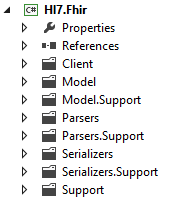 C# Hl7.Fhir
Properties
References
Client
Model
Model.Support
Parsers
Parsers.Support
Serializers
Serializers.Support
Support